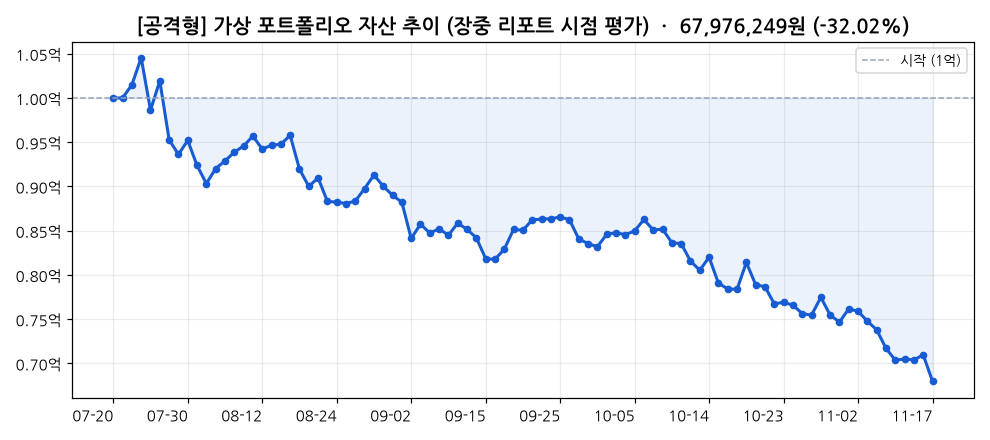 [공격형] 가상 포트폴리오 자산 추이 (장중 리포트 시점 평가) · 67,976,249원 (-32.02%)
시작 (1억)
1.05억
1.00억
0.95억
0.90억
0.85억
0.80억
0.75억
0.70억
07-20 07-30 08-12 08-24 09-02 09-15 09-25 10-05 10-14 10-23 11-02 11-17